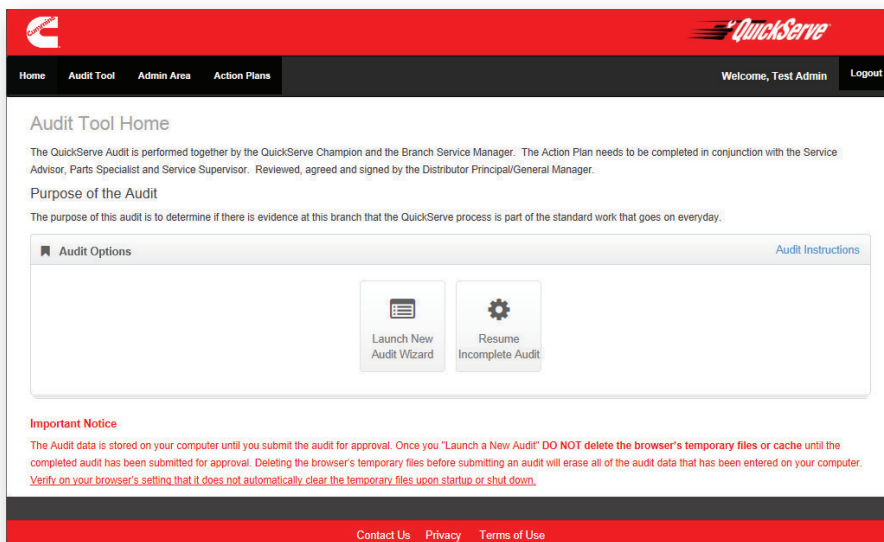 Cummins
QuickServe
Home Audit Tool Admin Area Action Plans Welcome, Test Admin Logout
Audit Tool Home
The QuickServe Audit is performed together by the QuickServe Champion and the Branch Service Manager. The Action Plan needs to be completed in conjunction with the Service
Advisor, Parts Specialist and Service Supervisor. Reviewed, agreed and signed by the Distributor Principal/General Manager.
Purpose of the Audit
The purpose of this audit is to determine if there is evidence at this branch that the QuickServe process is part of the standard work that goes on everyday.
Audit Options Audit Instructions
Launch New
Audit Wizard
Resume
Incomplete Audit
Important Notice
The Audit data is stored on your computer until you submit the audit for approval. Once you "Launch a New Audit" DO NOT delete the browser's temporary files or cache until the
completed audit has been submitted for approval. Deleting the browser's temporary files before submitting an audit will erase all of the audit data that has been entered on your computer.
Verify on your browser's setting that it does not automatically clear the temporary files upon startup or shut down.
Contact Us Privacy Terms of Use